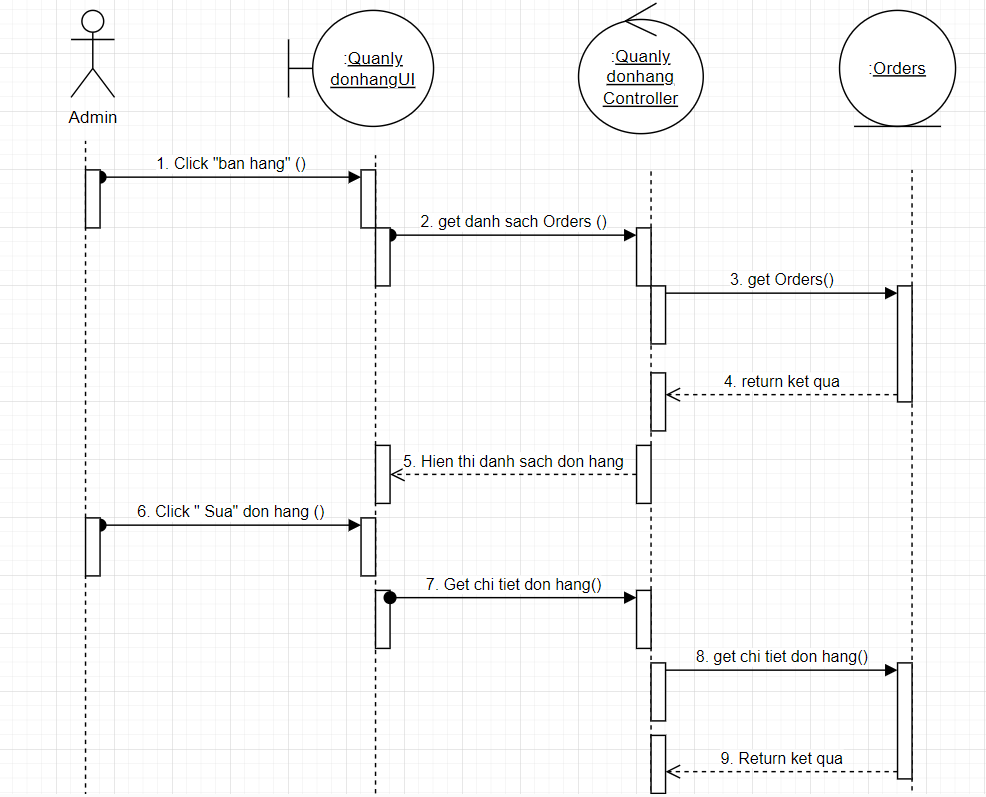 :Quanly
donhangUI
:Quanly
donhang
Controller
:Orders
Admin
1. Click "ban hang" ()
2. get danh sach Orders ()
3. get Orders()
4. return ket qua
5. Hien thi danh sach don hang
6. Click " Sua" don hang ()
7. Get chi tiet don hang()
8. get chi tiet don hang()
9. Return ket qua